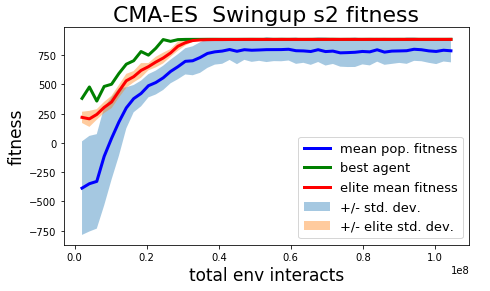 CMA-ES  Swingup s2 fitness
fitness
750
500
250
0
−250
−500
−750
mean pop. fitness
best agent
elite mean fitness
+/- std. dev.
+/- elite std. dev.
0.0 0.2 0.4 0.6 0.8 1.0
1e8
total env interacts